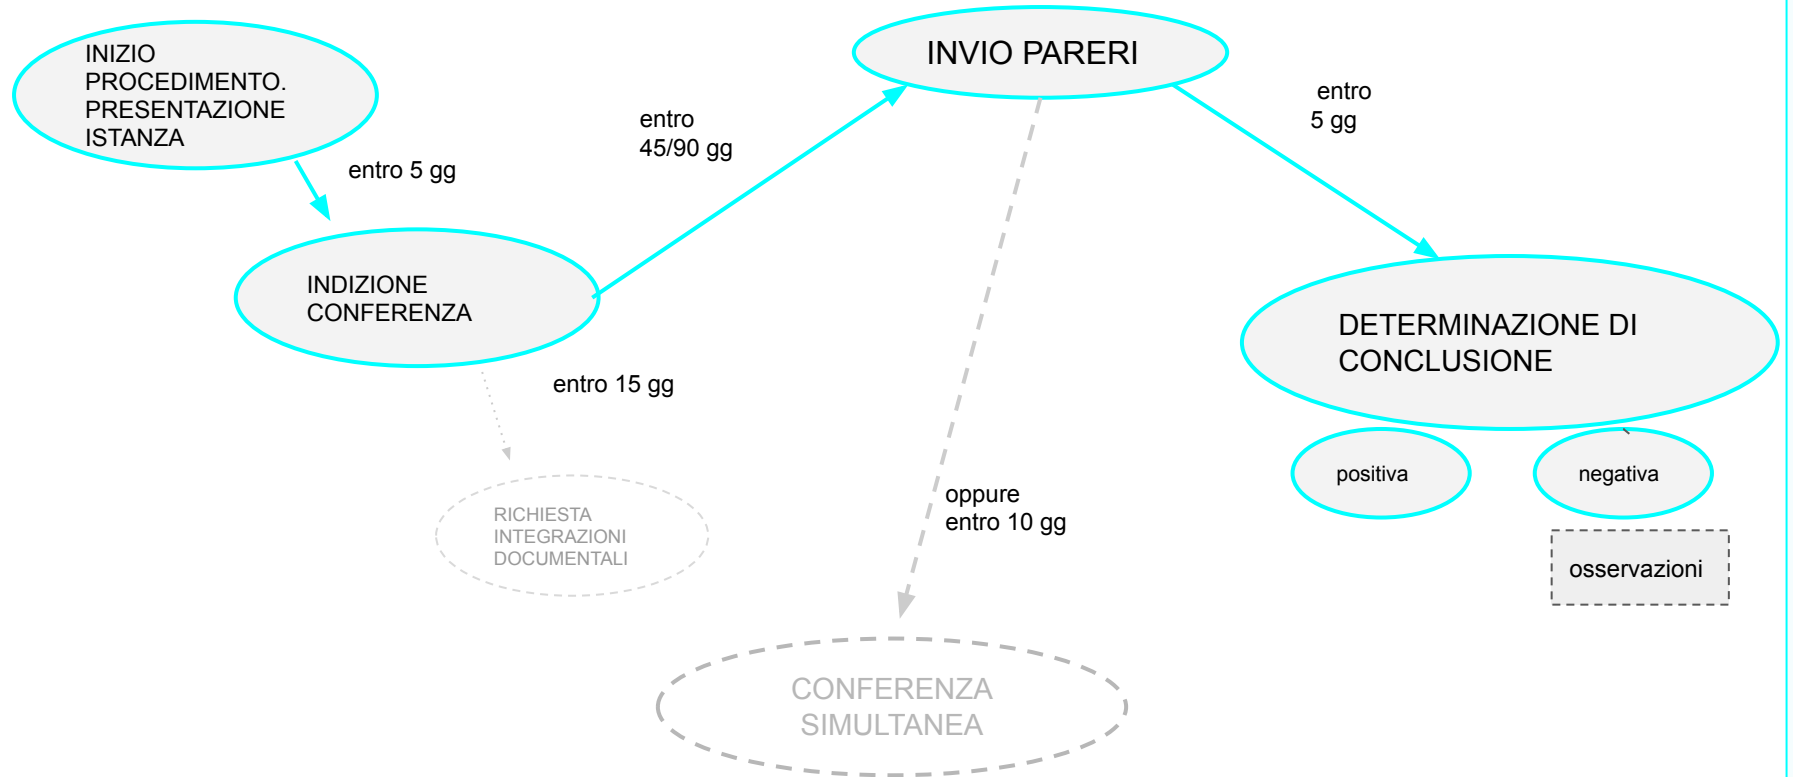 INIZIO
PROCEDIMENTO.
PRESENTAZIONE
ISTANZA
entro 5 gg
INDIZIONE
CONFERENZA
entro 15 gg
RICHIESTA
INTEGRAZIONI
DOCUMENTALI
entro
45/90 gg
INVIO PARERI
oppure
entro 10 gg
CONFERENZA
SIMULTANEA
entro
5 gg
DETERMINAZIONE DI
CONCLUSIONE
positiva
negativa
osservazioni